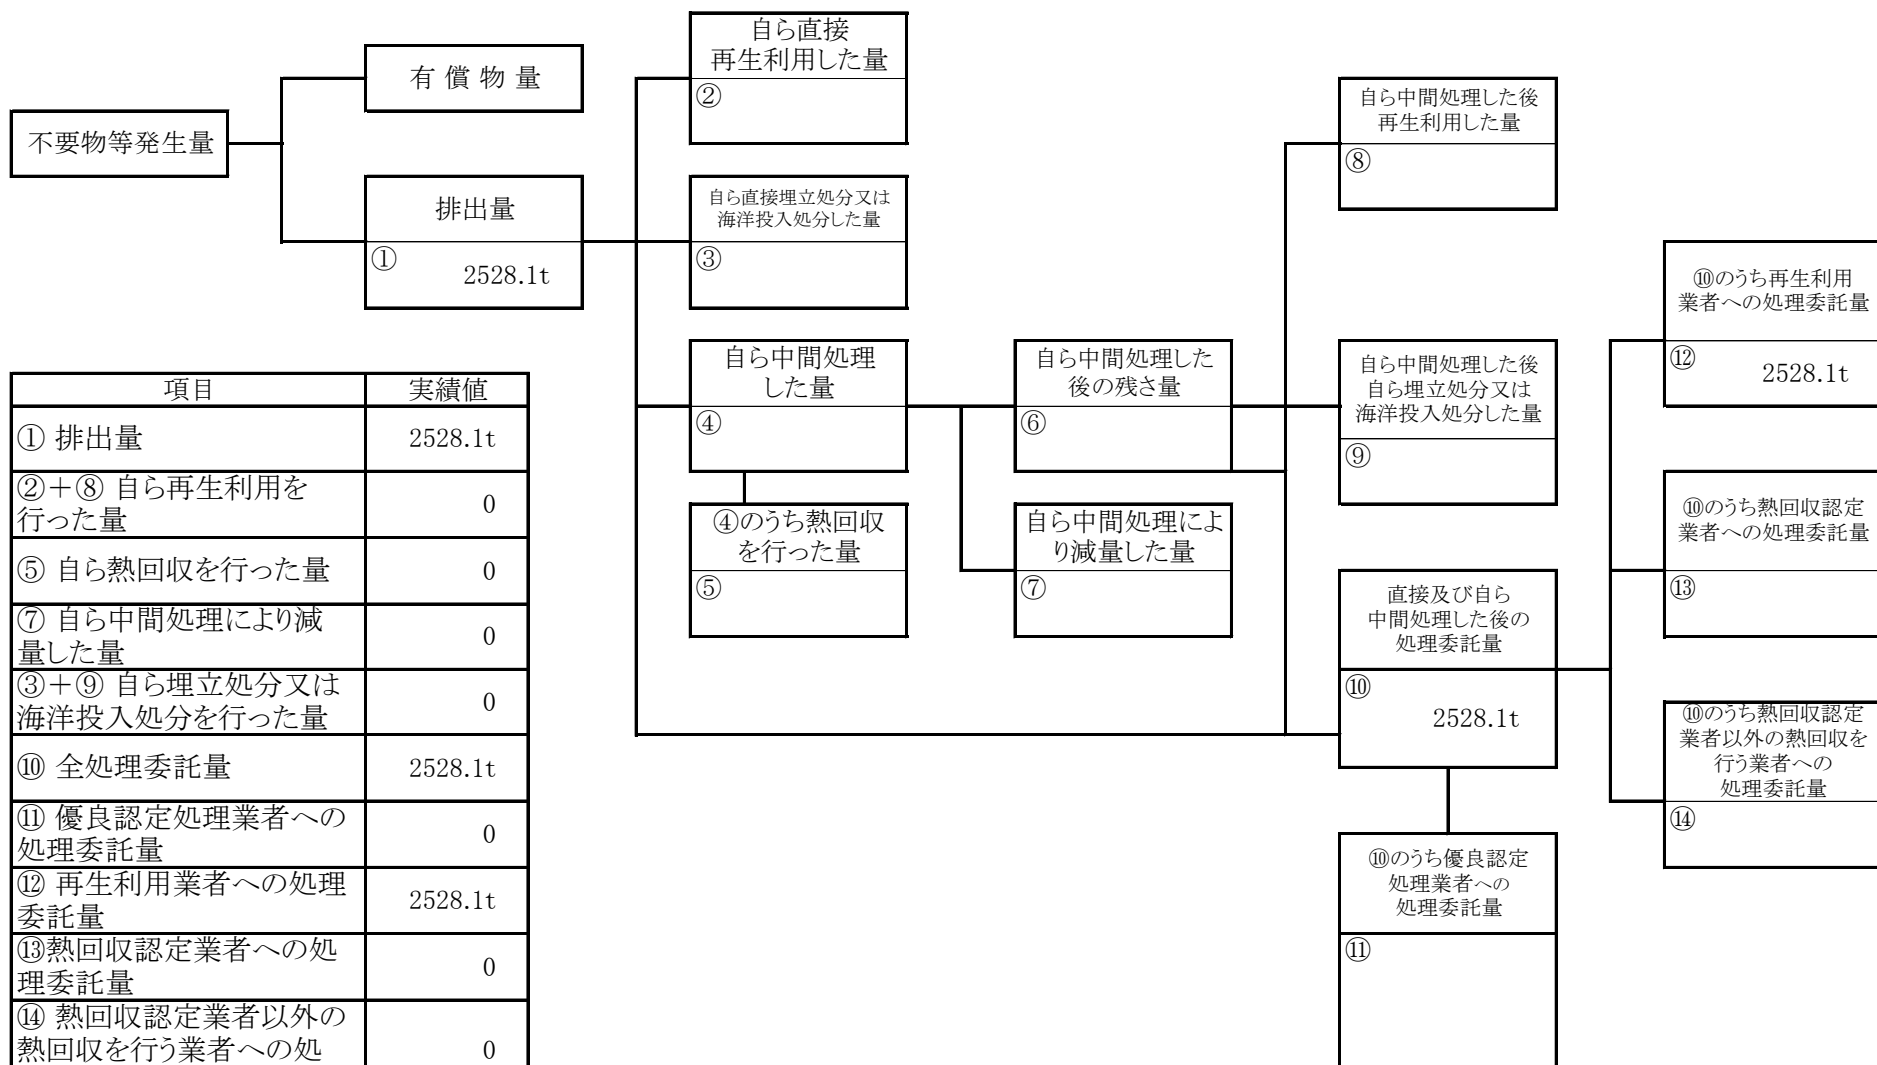 不要物等発生量
有 償 物 量
排出量
①
2528.1t
自ら直接
再生利用した量
②
自ら直接埋立処分又は
海洋投入処分した量
③
自ら中間処理
した量
④
④のうち熱回収
を行った量
⑤
自ら中間処理した
後の残さ量
⑥
自ら中間処理によ
り減量した量
⑦
自ら中間処理した後
再生利用した量
⑧
自ら中間処理した後
自ら埋立処分又は
海洋投入処分した量
⑨
直接及び自ら
中間処理した後の
処理委託量
⑩
2528.1t
⑩のうち優良認定
処理業者への
処理委託量
⑪
⑩のうち再生利用
業者への処理委託量
⑫
2528.1t
⑩のうち熱回収認定
業者への処理委託量
⑬
⑩のうち熱回収認定
業者以外の熱回収を
行う業者への
処理委託量
⑭
項目 実績値
① 排出量 2528.1t
②＋⑧ 自ら再生利用を
行った量 0
⑤ 自ら熱回収を行った量 0
⑦ 自ら中間処理により減
量した量 0
③＋⑨ 自ら埋立処分又は
海洋投入処分を行った量 0
⑩ 全処理委託量 2528.1t
⑪ 優良認定処理業者への
処理委託量 0
⑫ 再生利用業者への処理
委託量 2528.1t
⑬熱回収認定業者への処
理委託量 0
⑭ 熱回収認定業者以外の
熱回収を行う業者への処 0